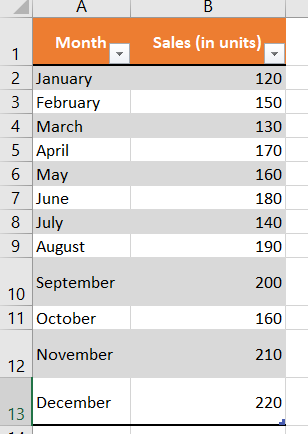 A B
1 Month Sales (in units)
2 January 120
3 February 150
4 March 130
5 April 170
6 May 160
7 June 180
8 July 140
9 August 190
10 September 200
11 October 160
12 November 210
13 December 220